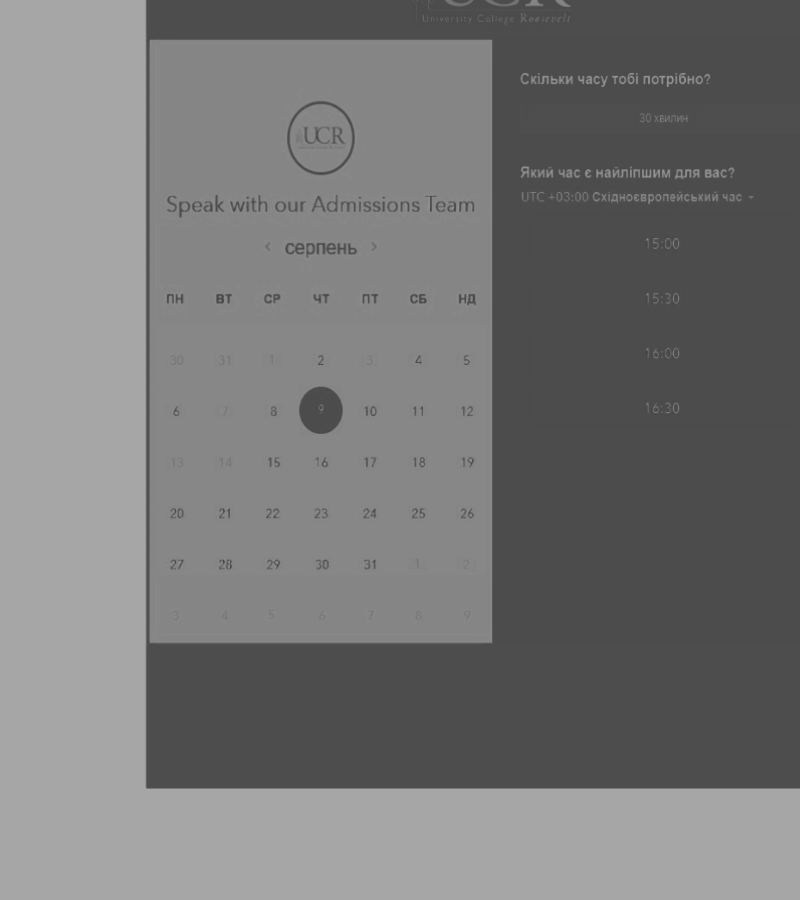 UCR
University College Roosevelt
UCR
Speak with our Admissions Team
< серпень >
ПН ВТ СР ЧТ ПТ СБ НД
30 31 1 2 3 4 5
6 7 8 9 10 11 12
13 14 15 16 17 18 19
20 21 22 23 24 25 26
27 28 29 30 31 1 2
3 4 5 6 7 8 9
Скільки часу тобі потрібно?
30 хвилин
Який час є найліпшим для вас?
UTC +03:00 Східноєвропейський час
15:00
15:30
16:00
16:30